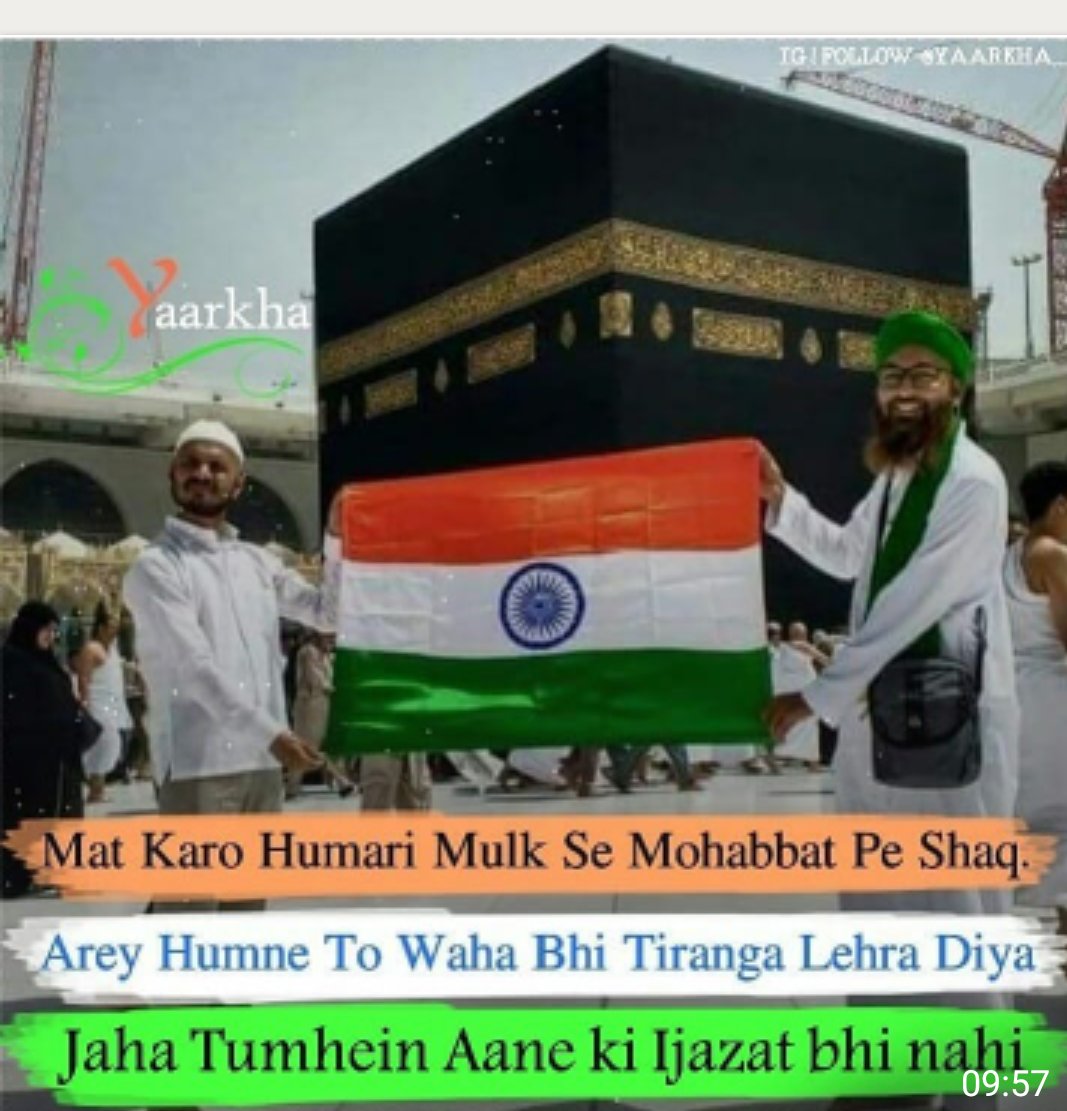 IG | FOLLOW @YAARKHA_
Yaarkha
Mat Karo Humari Mulk Se Mohabbat Pe Shaq.
Arey Humne To Waha Bhi Tiranga Lehra Diya
Jaha Tumhein Aane ki Ijazat bhi nahi
09:57